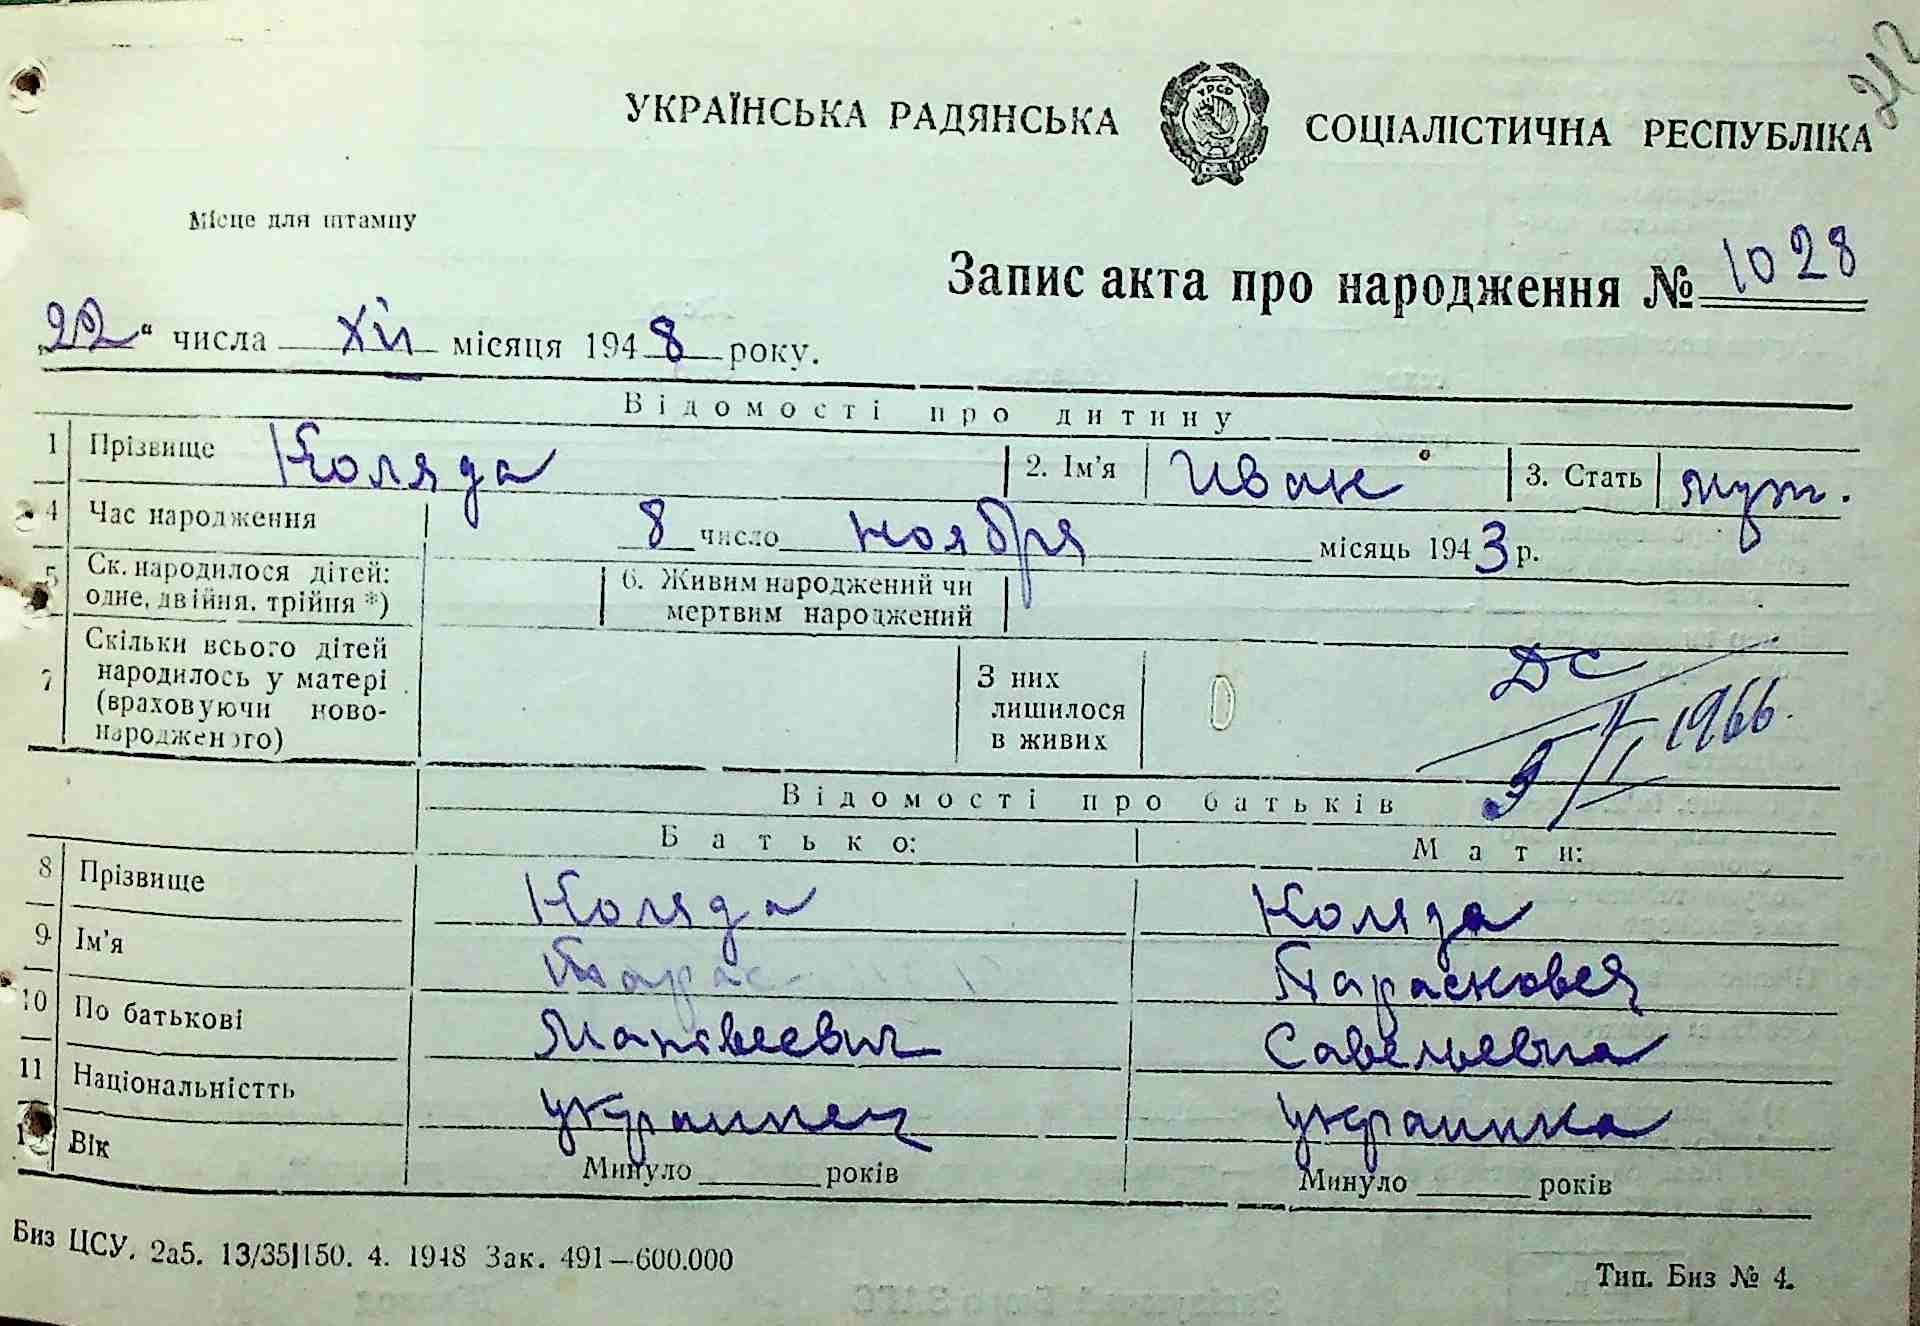 212
УКРАЇНСЬКА РАДЯНСЬКА СОЦІАЛІСТИЧНА РЕСПУБЛІКА
УРСР
Місце для штампу
Запис акта про народження № 1028
„22“ числа XII місяця 1948 року.
Відомості про дитину
1 Прізвище Коляда 2. Ім'я Иван 3. Стать муж.
4 Час народження 8 число ноября місяць 1943 р.
5 Ск. народилося дітей: одне, двійня, трійня *) 6. Живим народжений чи мертвим народжений
7 Скільки всього дітей народилось у матері (враховуючи новонародженого) З них лишилося в живих
ДС
1966.
Відомості про батьків
Батько: Мати:
8 Прізвище Коляда Коляда
9 Ім'я Тарас Парасковея
10 По батькові Матвеевич Савельевна
11 Національністть украинец украинка
12 Вік Минуло років Минуло років
Биз ЦСУ. 2а5. 13/35|150. 4. 1948 Зак. 491—600.000
Тип. Биз № 4.